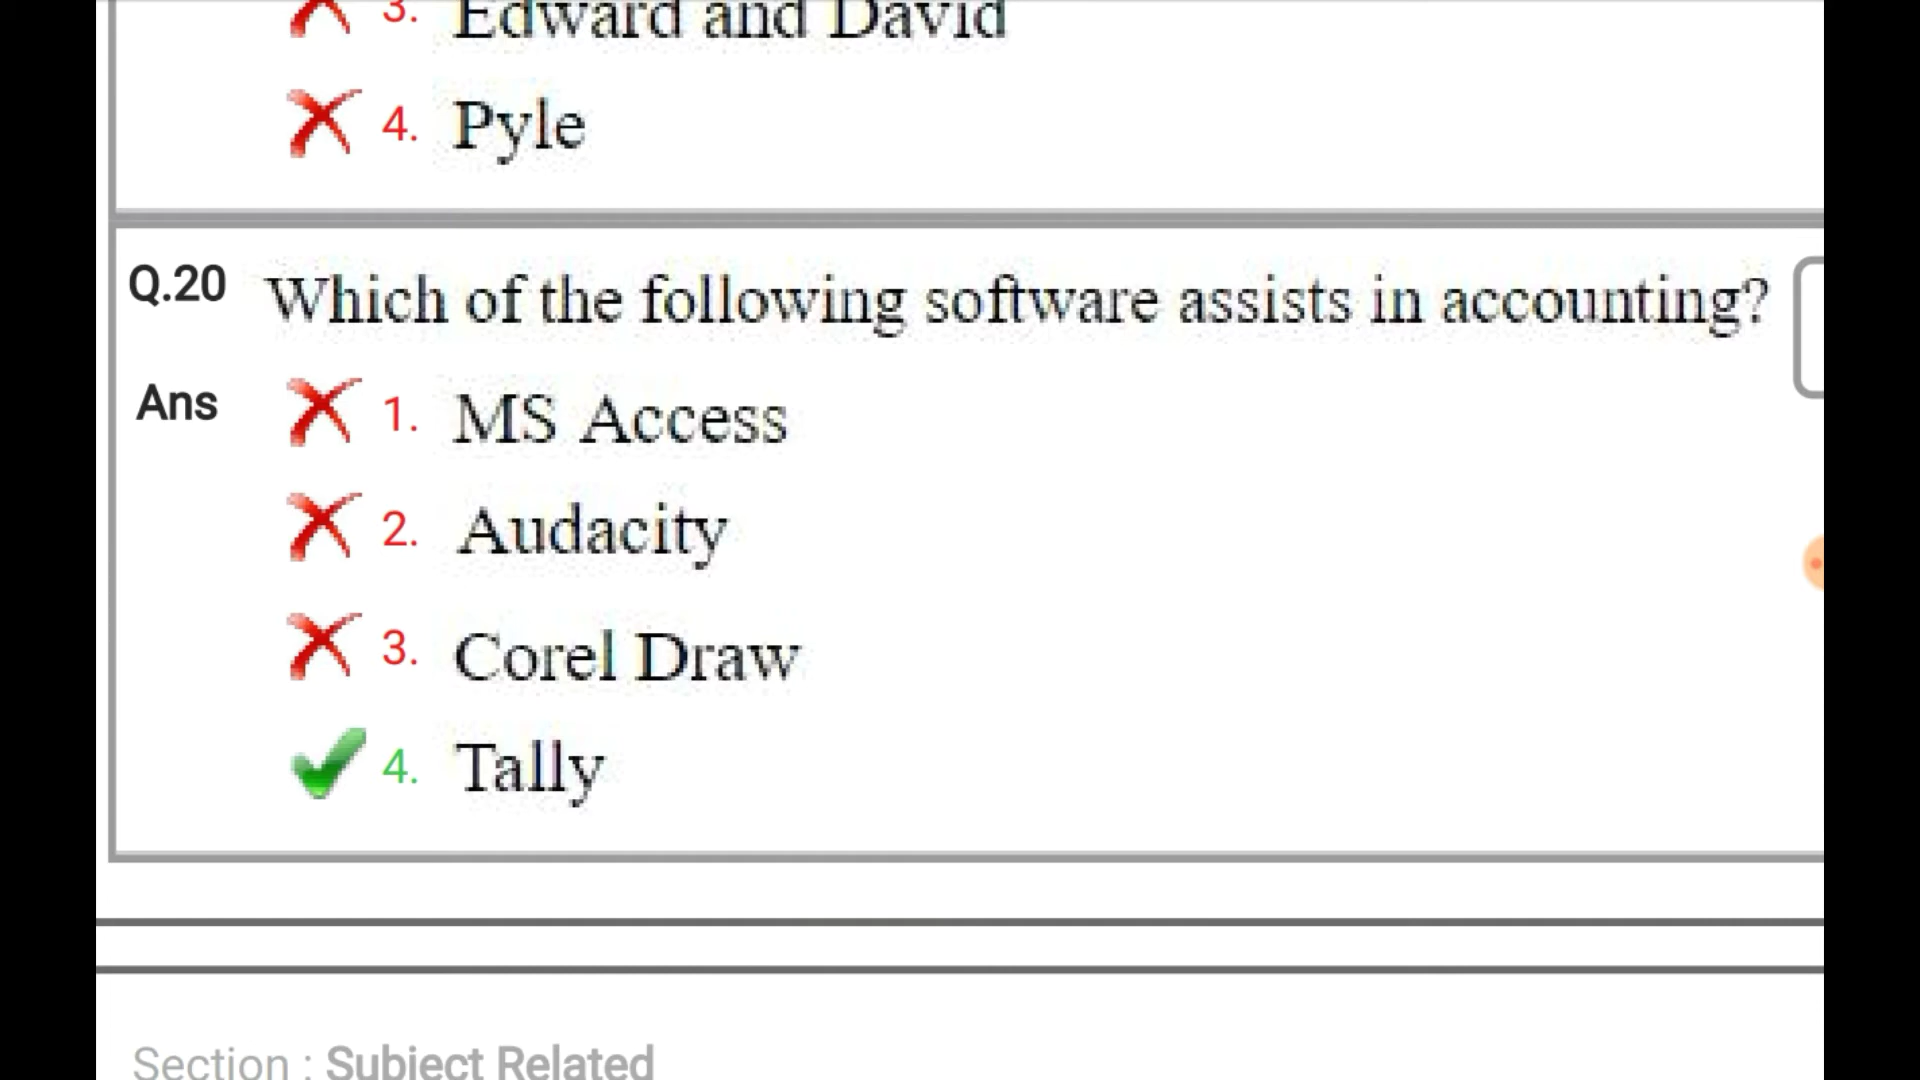 3. Edward and David
4. Pyle
Q.20 Which of the following software assists in accounting?
Ans 1. MS Access
2. Audacity
3. Corel Draw
4. Tally
Section : Subject Related